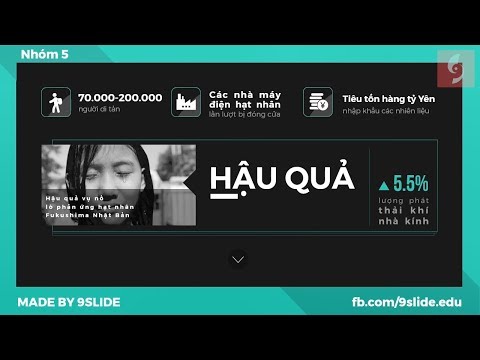 Nhóm 5
70.000-200.000
người di tản
Các nhà máy
điện hạt nhân
lần lượt bị đóng cửa
Tiêu tốn hàng tỷ Yên
nhập khẩu các nhiên liệu
Hậu quả vụ nổ
lò phản ứng hạt nhân
Fukushima Nhật Bản
HẬU QUẢ
5.5%
lượng phát
thải khí
nhà kính
MADE BY 9SLIDE
fb.com/9slide.edu